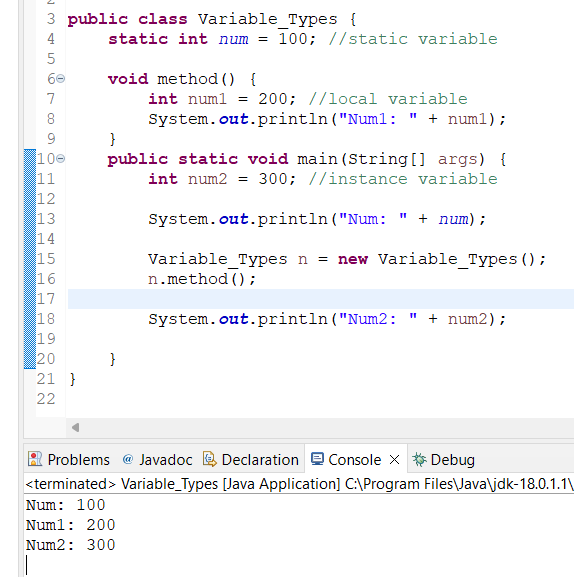 2
3 public class Variable_Types {
4 static int num = 100; //static variable
5
6 void method() {
7 int num1 = 200; //local variable
8 System.out.println("Num1: " + num1);
9 }
10 public static void main(String[] args) {
11 int num2 = 300; //instance variable
12
13 System.out.println("Num: " + num);
14
15 Variable_Types n = new Variable_Types();
16 n.method();
17
18 System.out.println("Num2: " + num2);
19
20 }
21 }
22
Problems @ Javadoc Declaration Console Debug
<terminated> Variable_Types [Java Application] C:\Program Files\Java\jdk-18.0.1.1\
Num: 100
Num1: 200
Num2: 300